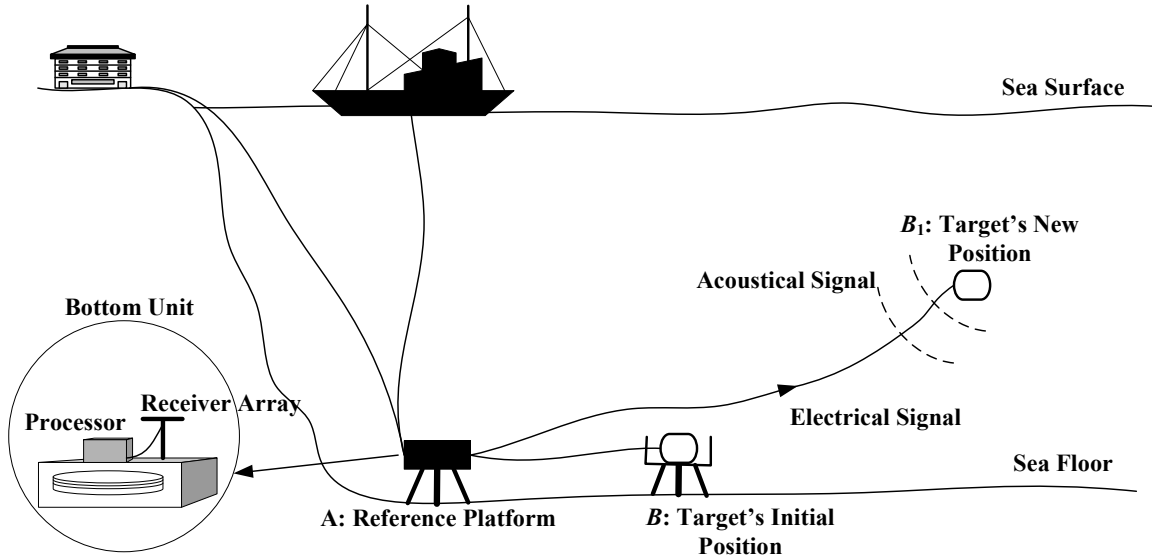 Sea Surface
B1: Target's New
Position
Acoustical Signal
Bottom Unit
Receiver Array
Processor
Electrical Signal
Sea Floor
A: Reference Platform
B: Target's Initial
Position